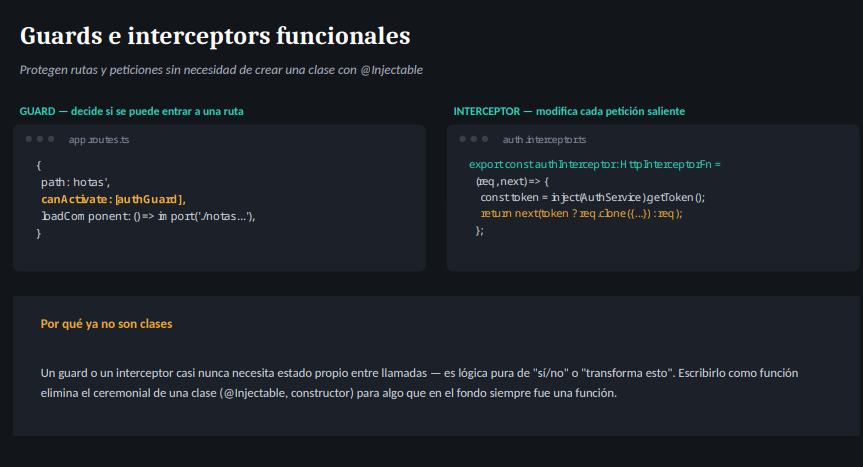 Guards e interceptors funcionales
Protegen rutas y peticiones sin necesidad de crear una clase con @Injectable
GUARD — decide si se puede entrar a una ruta
app.routes.ts
{
path: 'notas',
canActivate: [authGuard],
loadComponent: () => import('./notas...'),
}
INTERCEPTOR — modifica cada petición saliente
auth.interceptor.ts
export const authInterceptor: HttpInterceptorFn =
(req, next) => {
const token = inject(AuthService).getToken();
return next(token ? req.clone({...}) : req);
};
Por qué ya no son clases
Un guard o un interceptor casi nunca necesita estado propio entre llamadas — es lógica pura de "sí/no" o "transforma esto". Escribirlo como función
elimina el ceremonial de una clase (@Injectable, constructor) para algo que en el fondo siempre fue una función.